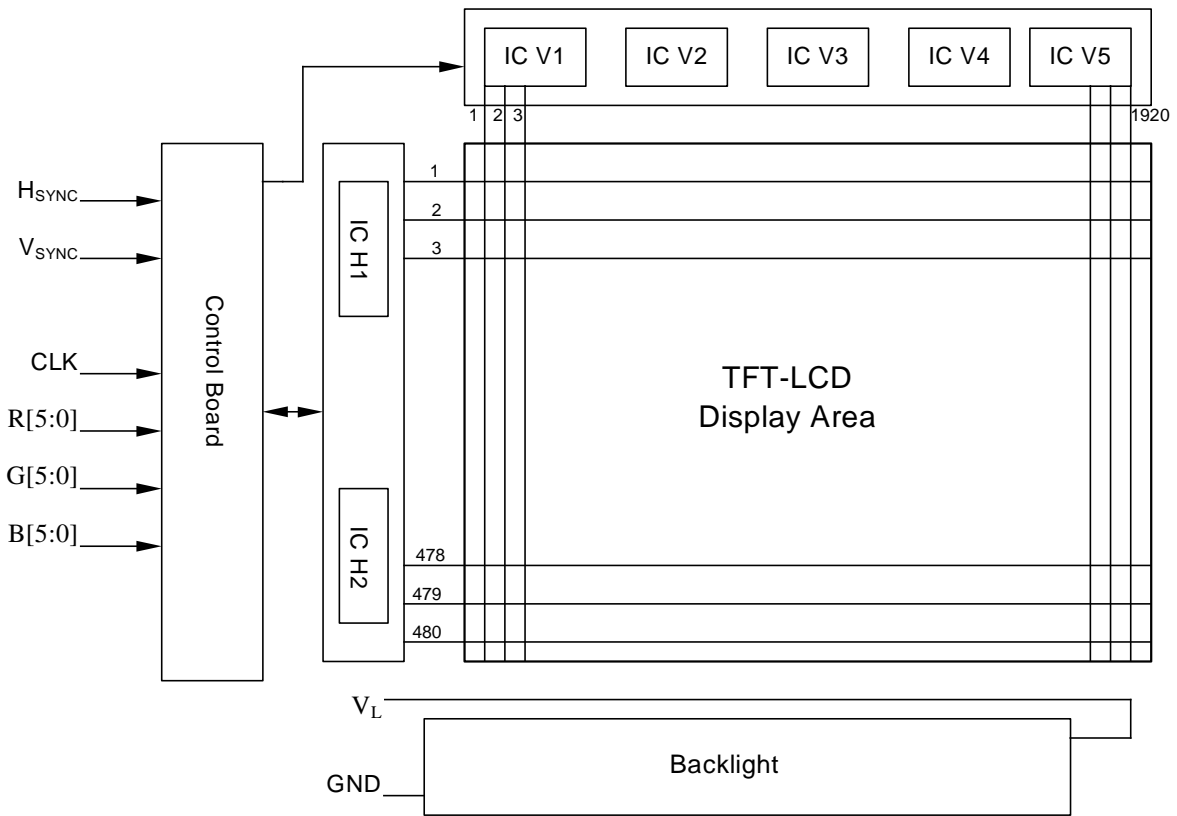 IC V1 IC V2 IC V3 IC V4 IC V5
1 2 3 1920
HSYNC
VSYNC
CLK
R[5:0]
G[5:0]
B[5:0]
Control Board
IC H1
IC H2
1
2
3
478
479
480
TFT-LCD
Display Area
VL
Backlight
GND